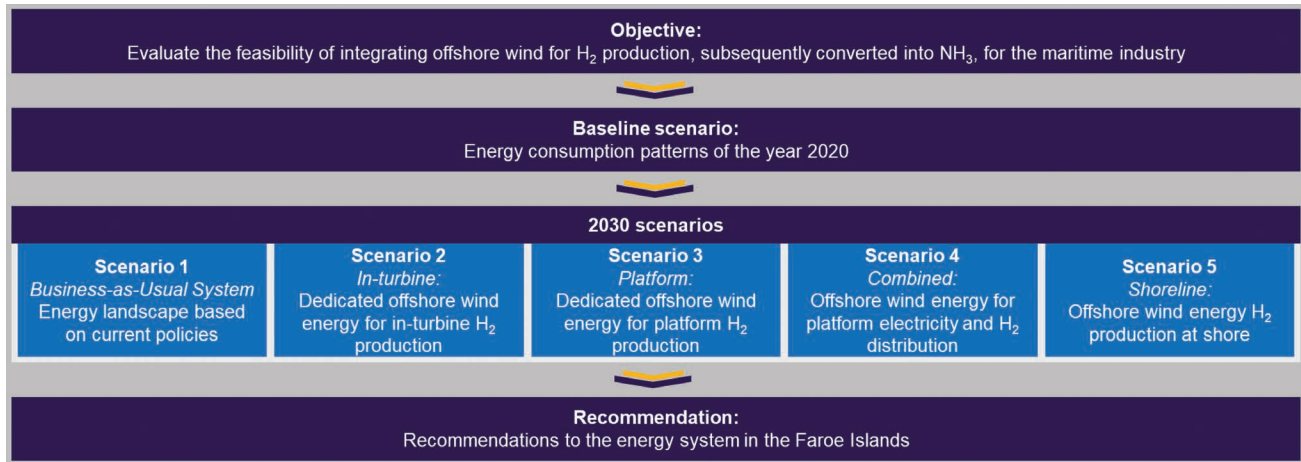 Objective:
Evaluate the feasibility of integrating offshore wind for H₂ production, subsequently converted into NH₃, for the maritime industry
Baseline scenario:
Energy consumption patterns of the year 2020
2030 scenarios
Scenario 1
Business-as-Usual System
Energy landscape based
on current policies
Scenario 2
In-turbine:
Dedicated offshore wind
energy for in-turbine H₂
production
Scenario 3
Platform:
Dedicated offshore wind
energy for platform H₂
production
Scenario 4
Combined:
Offshore wind energy for
platform electricity and H₂
distribution
Scenario 5
Shoreline:
Offshore wind energy H₂
production at shore
Recommendation:
Recommendations to the energy system in the Faroe Islands